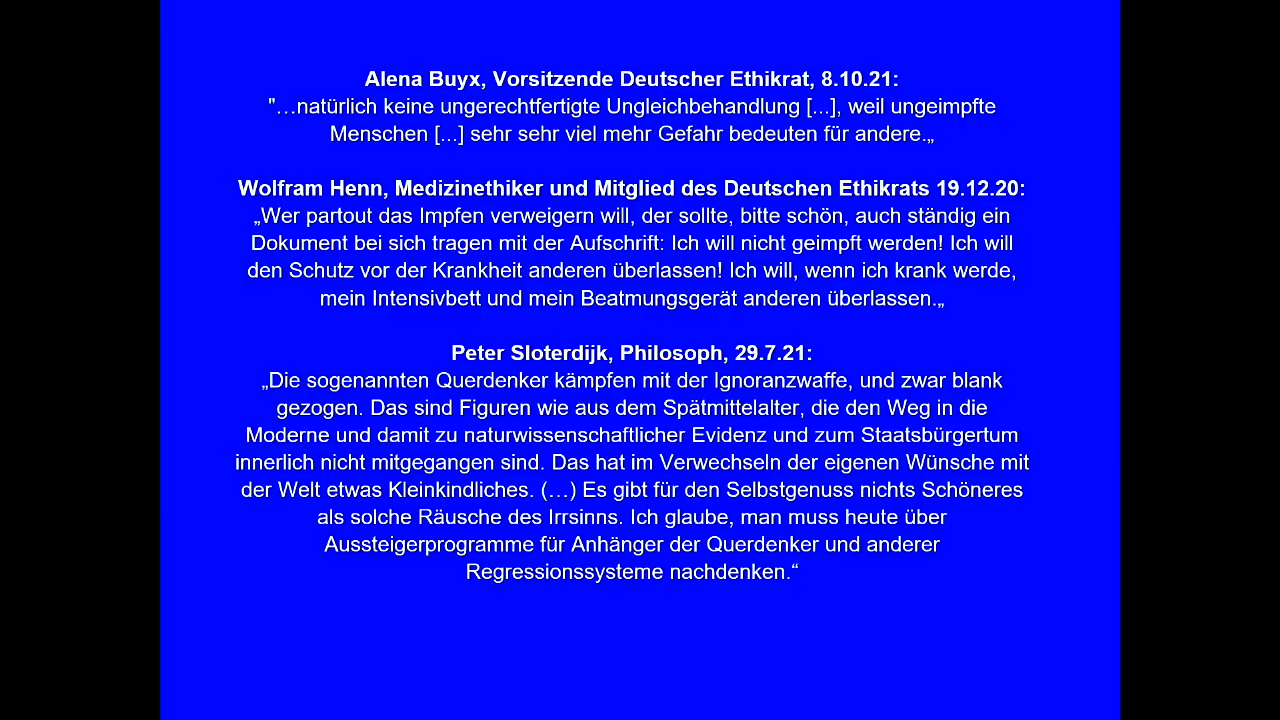 Alena Buyx, Vorsitzende Deutscher Ethikrat, 8.10.21:
"…natürlich keine ungerechtfertigte Ungleichbehandlung [...], weil ungeimpfte
Menschen [...] sehr sehr viel mehr Gefahr bedeuten für andere.„
Wolfram Henn, Medizinethiker und Mitglied des Deutschen Ethikrats 19.12.20:
„Wer partout das Impfen verweigern will, der sollte, bitte schön, auch ständig ein
Dokument bei sich tragen mit der Aufschrift: Ich will nicht geimpft werden! Ich will
den Schutz vor der Krankheit anderen überlassen! Ich will, wenn ich krank werde,
mein Intensivbett und mein Beatmungsgerät anderen überlassen.„
Peter Sloterdijk, Philosoph, 29.7.21:
„Die sogenannten Querdenker kämpfen mit der Ignoranzwaffe, und zwar blank
gezogen. Das sind Figuren wie aus dem Spätmittelalter, die den Weg in die
Moderne und damit zu naturwissenschaftlicher Evidenz und zum Staatsbürgertum
innerlich nicht mitgegangen sind. Das hat im Verwechseln der eigenen Wünsche mit
der Welt etwas Kleinkindliches. (…) Es gibt für den Selbstgenuss nichts Schöneres
als solche Räusche des Irrsinns. Ich glaube, man muss heute über
Aussteigerprogramme für Anhänger der Querdenker und anderer
Regressionssysteme nachdenken.“